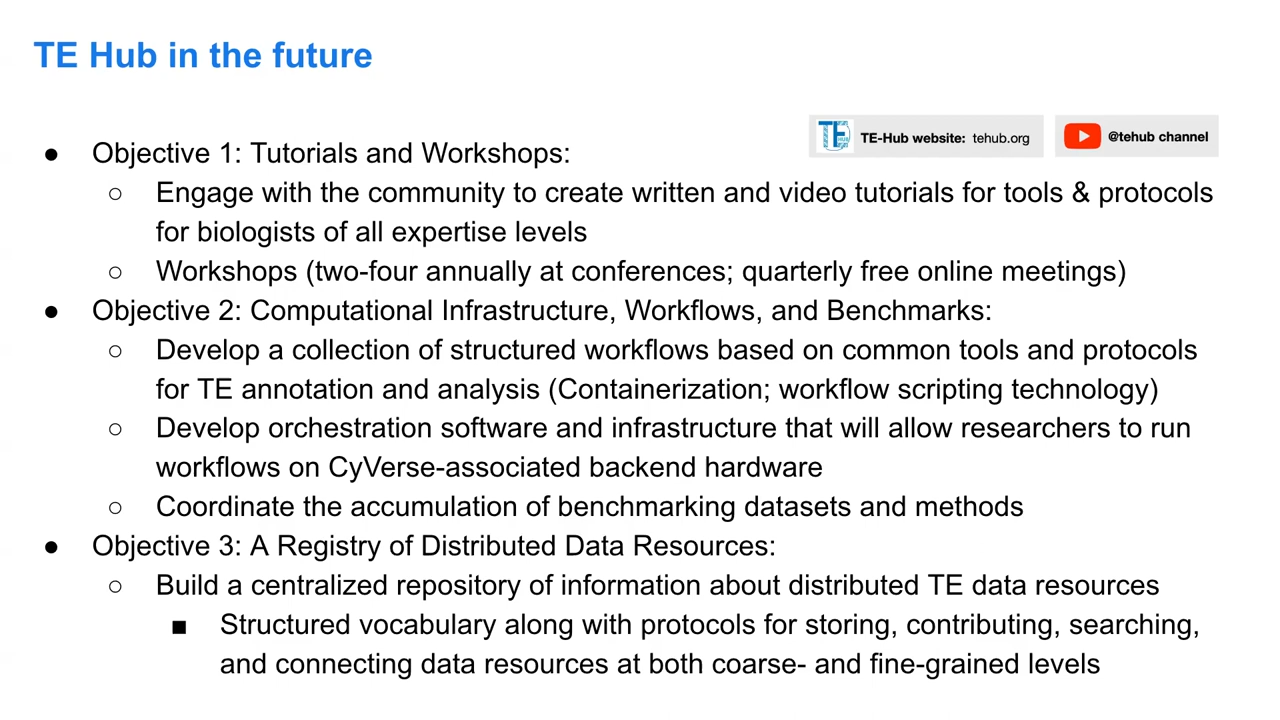 TE Hub in the future
TE-Hub website: tehub.org
@tehub channel
● Objective 1: Tutorials and Workshops:
○ Engage with the community to create written and video tutorials for tools & protocols
for biologists of all expertise levels
○ Workshops (two-four annually at conferences; quarterly free online meetings)
● Objective 2: Computational Infrastructure, Workflows, and Benchmarks:
○ Develop a collection of structured workflows based on common tools and protocols
for TE annotation and analysis (Containerization; workflow scripting technology)
○ Develop orchestration software and infrastructure that will allow researchers to run
workflows on CyVerse-associated backend hardware
○ Coordinate the accumulation of benchmarking datasets and methods
● Objective 3: A Registry of Distributed Data Resources:
○ Build a centralized repository of information about distributed TE data resources
■ Structured vocabulary along with protocols for storing, contributing, searching,
and connecting data resources at both coarse- and fine-grained levels